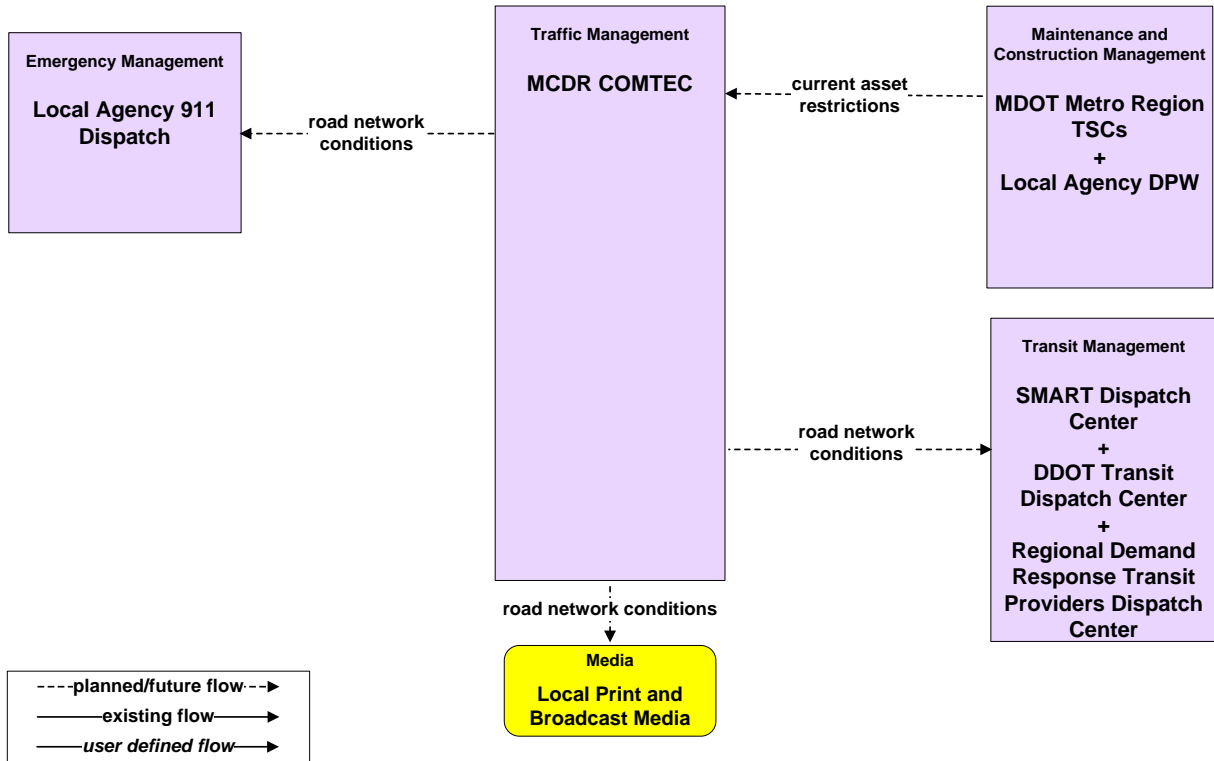 Emergency Management
Local Agency 911
Dispatch
road network
conditions
Traffic Management
MCDR COMTEC
current asset
restrictions
Maintenance and
Construction Management
MDOT Metro Region
TSCs
+
Local Agency DPW
road network
conditions
Transit Management
SMART Dispatch
Center
+
DDOT Transit
Dispatch Center
+
Regional Demand
Response Transit
Providers Dispatch
Center
road network conditions
Media
Local Print and
Broadcast Media
planned/future flow
existing flow
user defined flow